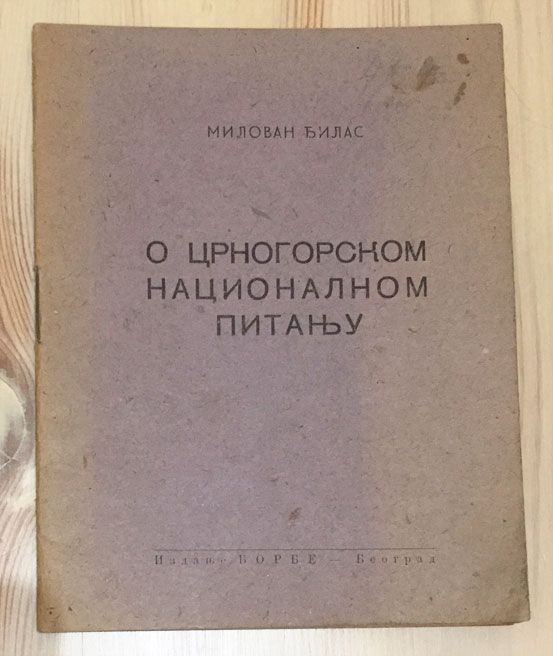 МИЛОВАН ЂИЛАС
О ЦРНОГОРСКОМ
НАЦИОНАЛНОМ
ПИТАЊУ
Издање БОРБЕ — Београд